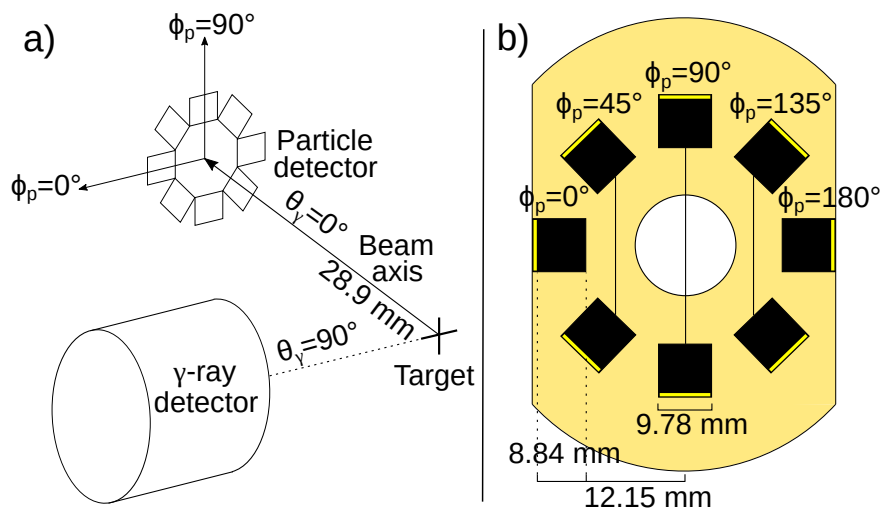 a)
ϕp=90°
Particle
detector
ϕp=0°
θγ=0°
Beam
axis
28.9 mm
θγ=90°
Target
γ-ray
detector
b)
ϕp=90°
ϕp=45°
ϕp=135°
ϕp=0°
ϕp=180°
9.78 mm
8.84 mm
12.15 mm